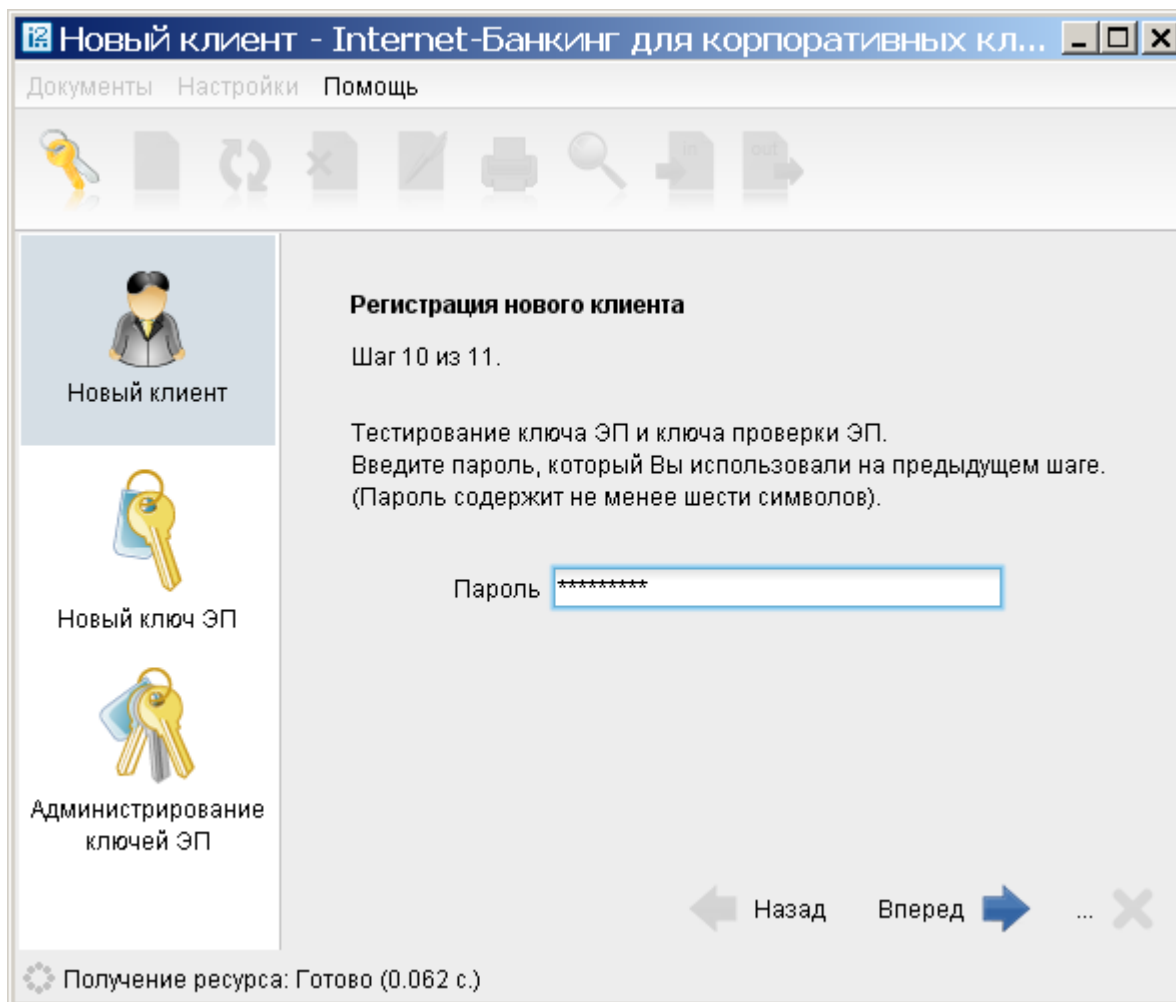 Новый клиент - Internet-Банкинг для корпоративных кл...
Документы Настройки Помощь
in out
Новый клиент
Новый ключ ЭП
Администрирование
ключей ЭП
Регистрация нового клиента
Шаг 10 из 11.
Тестирование ключа ЭП и ключа проверки ЭП.
Введите пароль, который Вы использовали на предыдущем шаге.
(Пароль содержит не менее шести символов).
Пароль *********
Назад Вперед ...
Получение ресурса: Готово (0.062 с.)